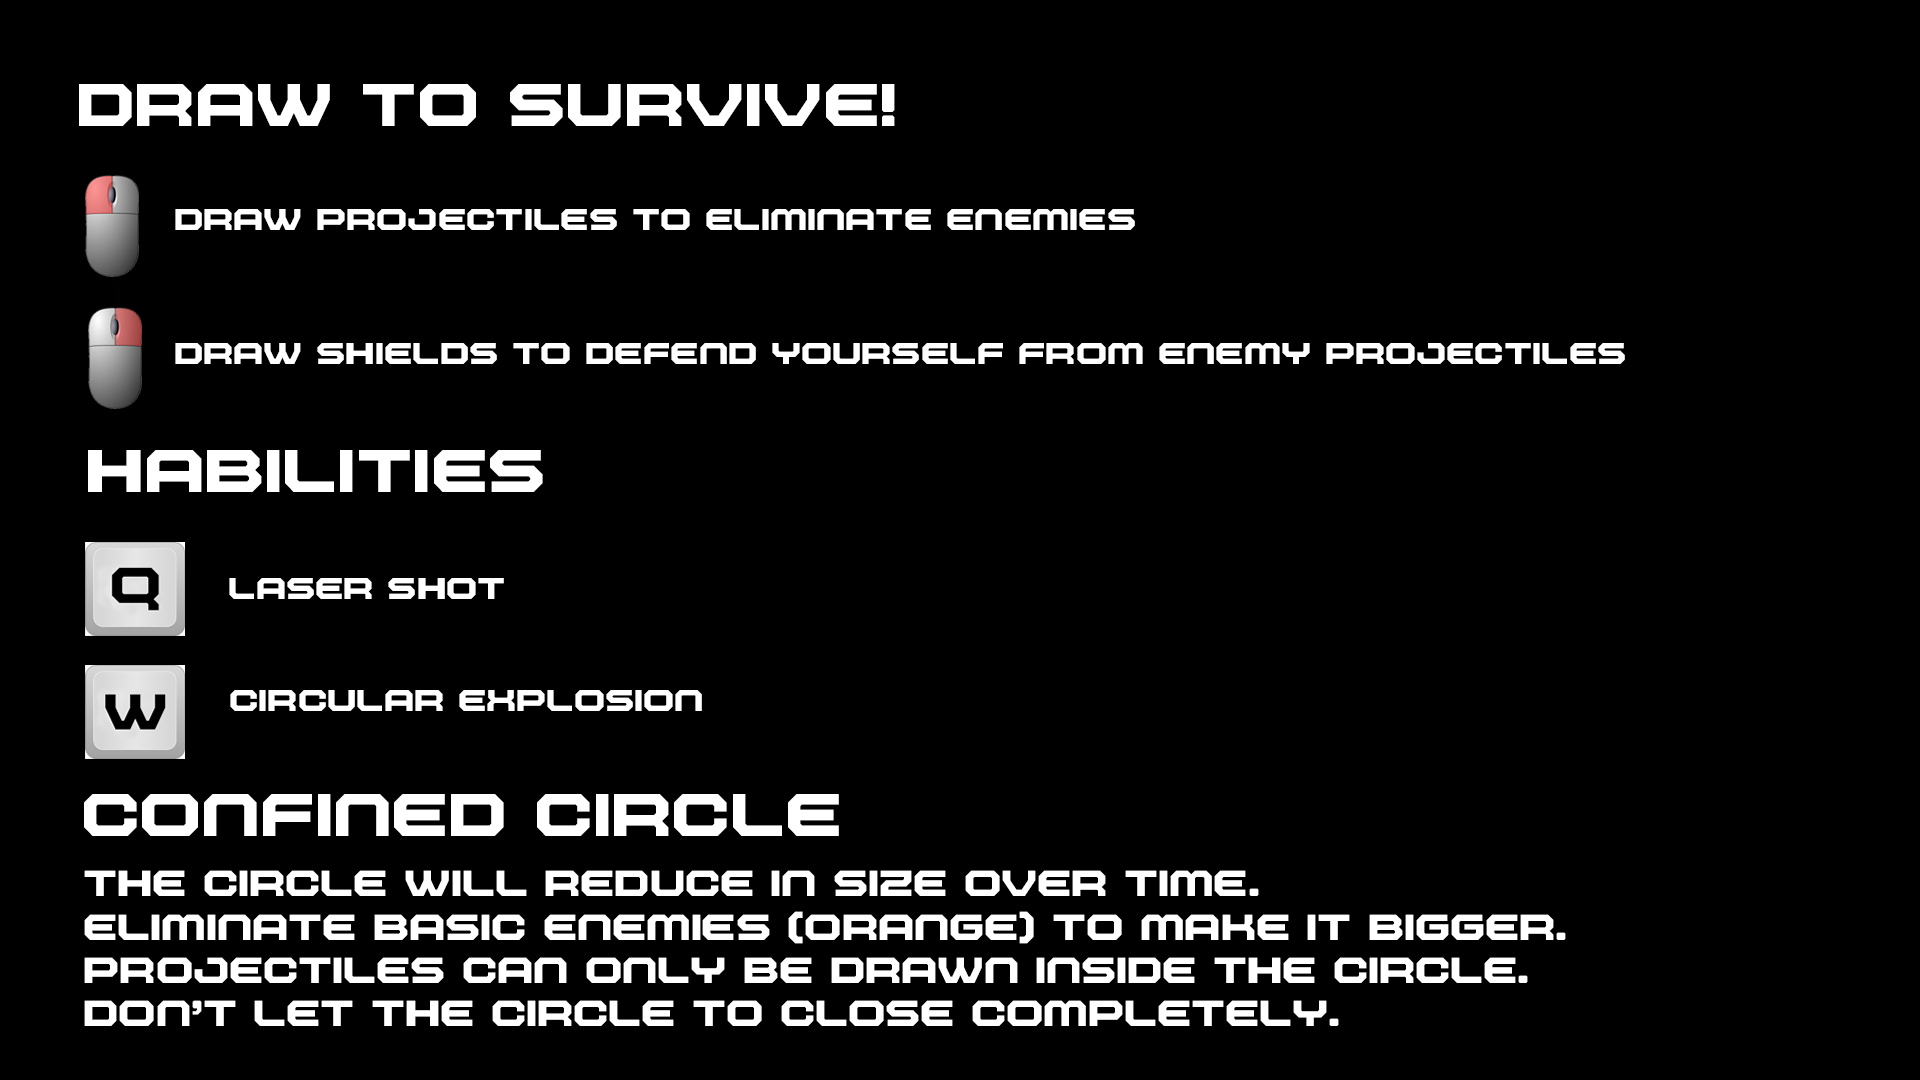 DRAW TO SURVIVE!
DRAW PROJECTILES TO ELIMINATE ENEMIES
DRAW SHIELDS TO DEFEND YOURSELF FROM ENEMY PROJECTILES
HABILITIES
Q LASER SHOT
W CIRCULAR EXPLOSION
CONFINED CIRCLE
THE CIRCLE WILL REDUCE IN SIZE OVER TIME.
ELIMINATE BASIC ENEMIES (ORANGE) TO MAKE IT BIGGER.
PROJECTILES CAN ONLY BE DRAWN INSIDE THE CIRCLE.
DON'T LET THE CIRCLE TO CLOSE COMPLETELY.